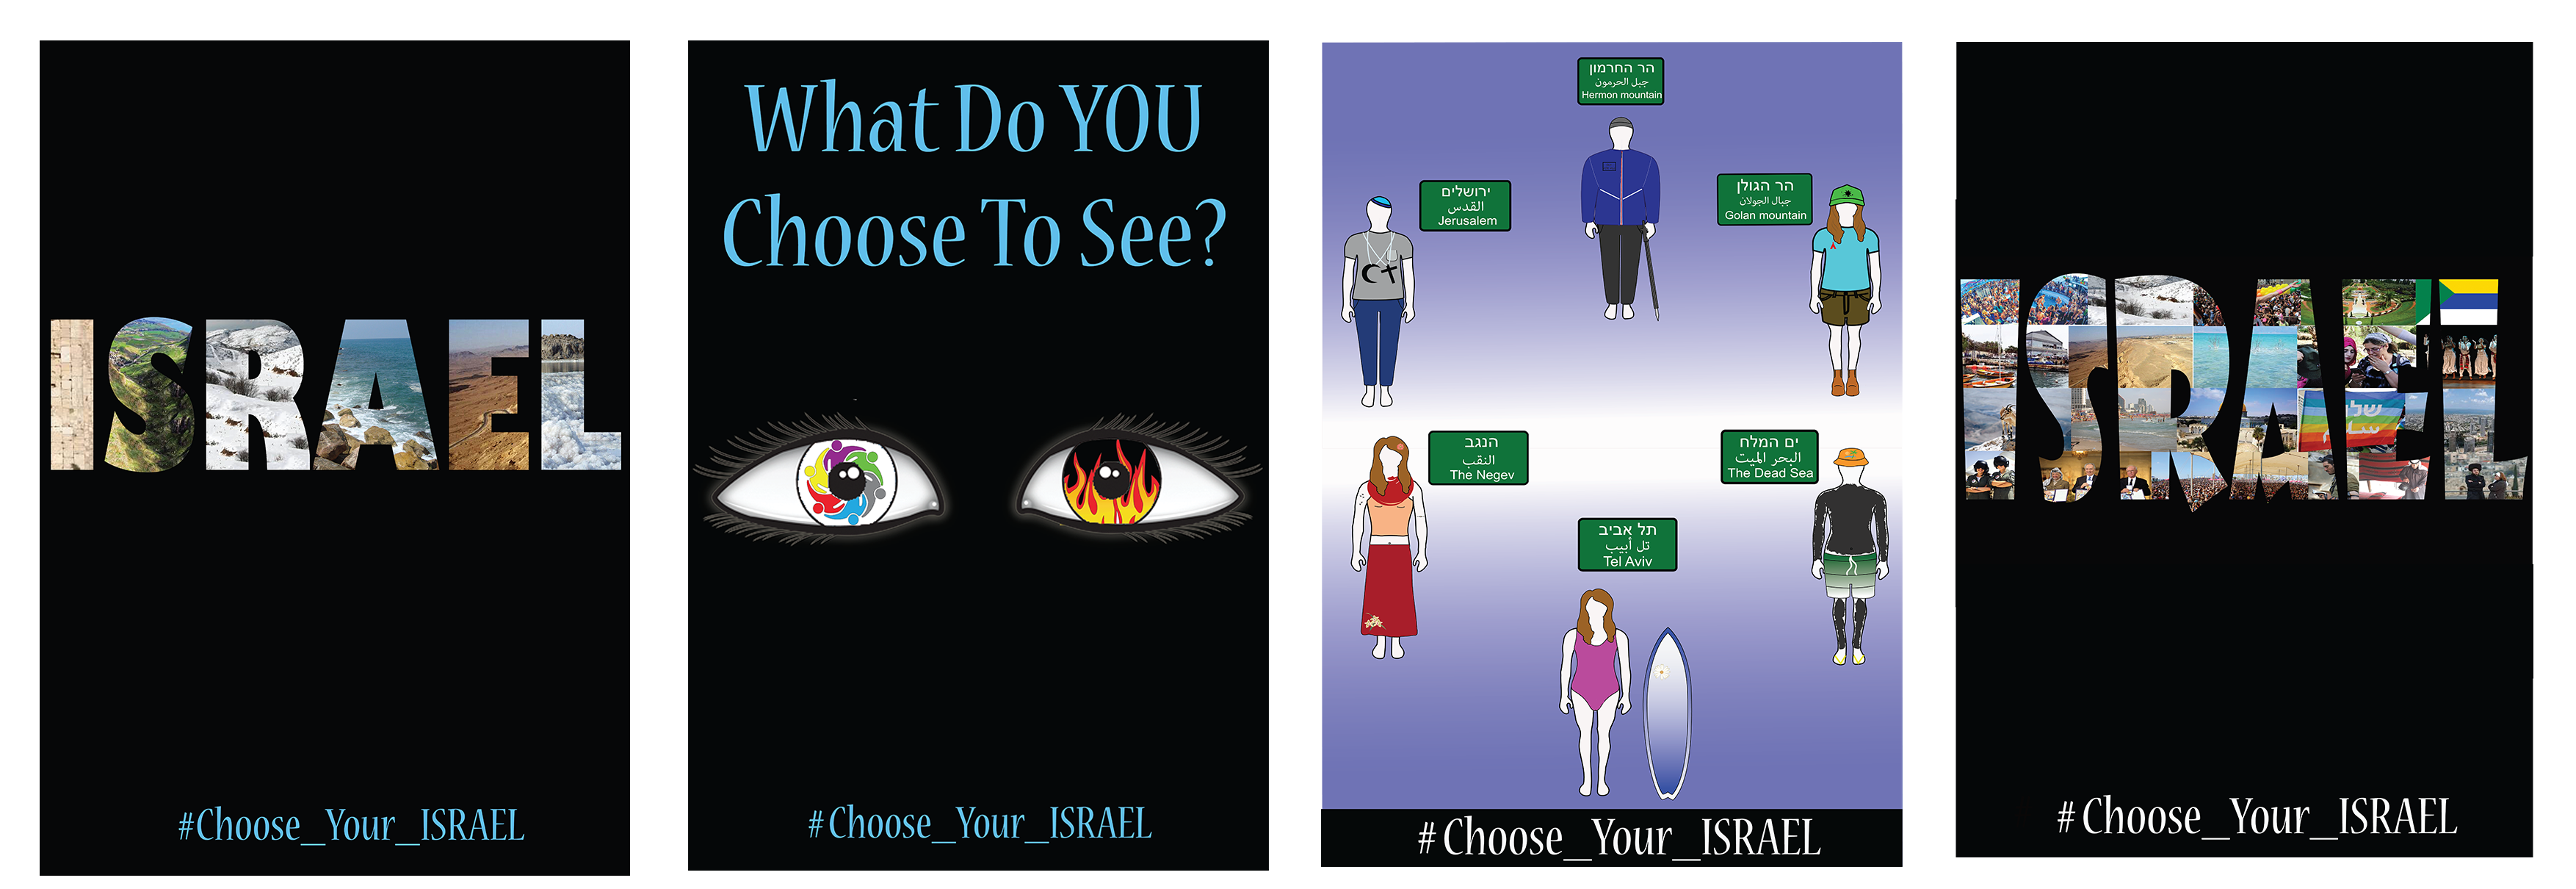 ISRAEL
#Choose_Your_ISRAEL
What Do YOU
Choose To See?
#Choose_Your_ISRAEL
הר החרמון
جبل الحرمون
Hermon mountain
ירושלים
القدس
Jerusalem
הר הגולן
جبال الجولان
Golan mountain
הנגב
النقب
The Negev
ים המלח
البحر الميت
The Dead Sea
תל אביב
تل أبيب
Tel Aviv
# Choose_Your_ISRAEL
ISRAEL
# Choose_Your_ISRAEL